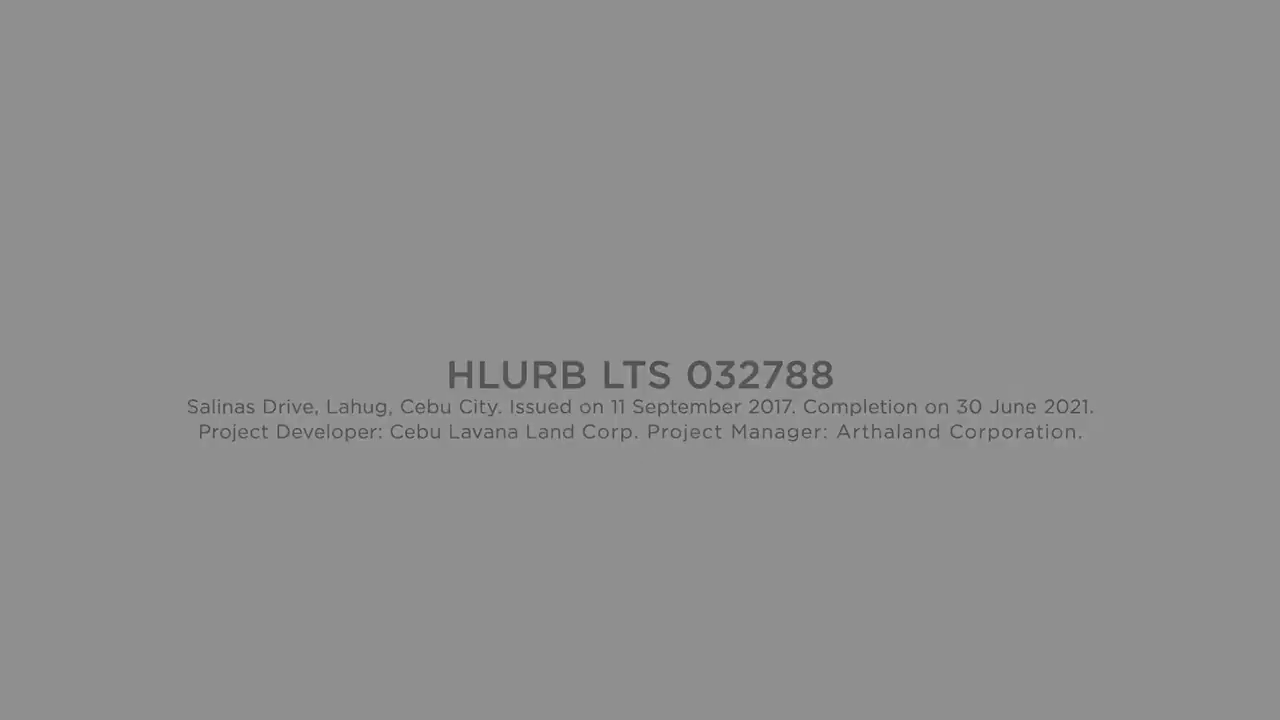 HLURB LTS 032788
Salinas Drive, Lahug, Cebu City. Issued on 11 September 2017. Completion on 30 June 2021.
Project Developer: Cebu Lavana Land Corp. Project Manager: Arthaland Corporation.